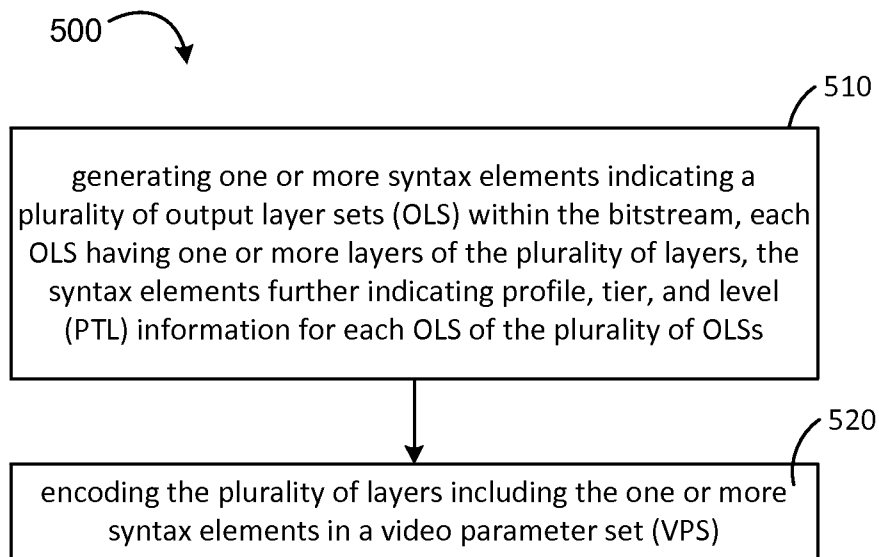 500
510
generating one or more syntax elements indicating a
plurality of output layer sets (OLS) within the bitstream, each
OLS having one or more layers of the plurality of layers, the
syntax elements further indicating profile, tier, and level
(PTL) information for each OLS of the plurality of OLSs
520
encoding the plurality of layers including the one or more
syntax elements in a video parameter set (VPS)